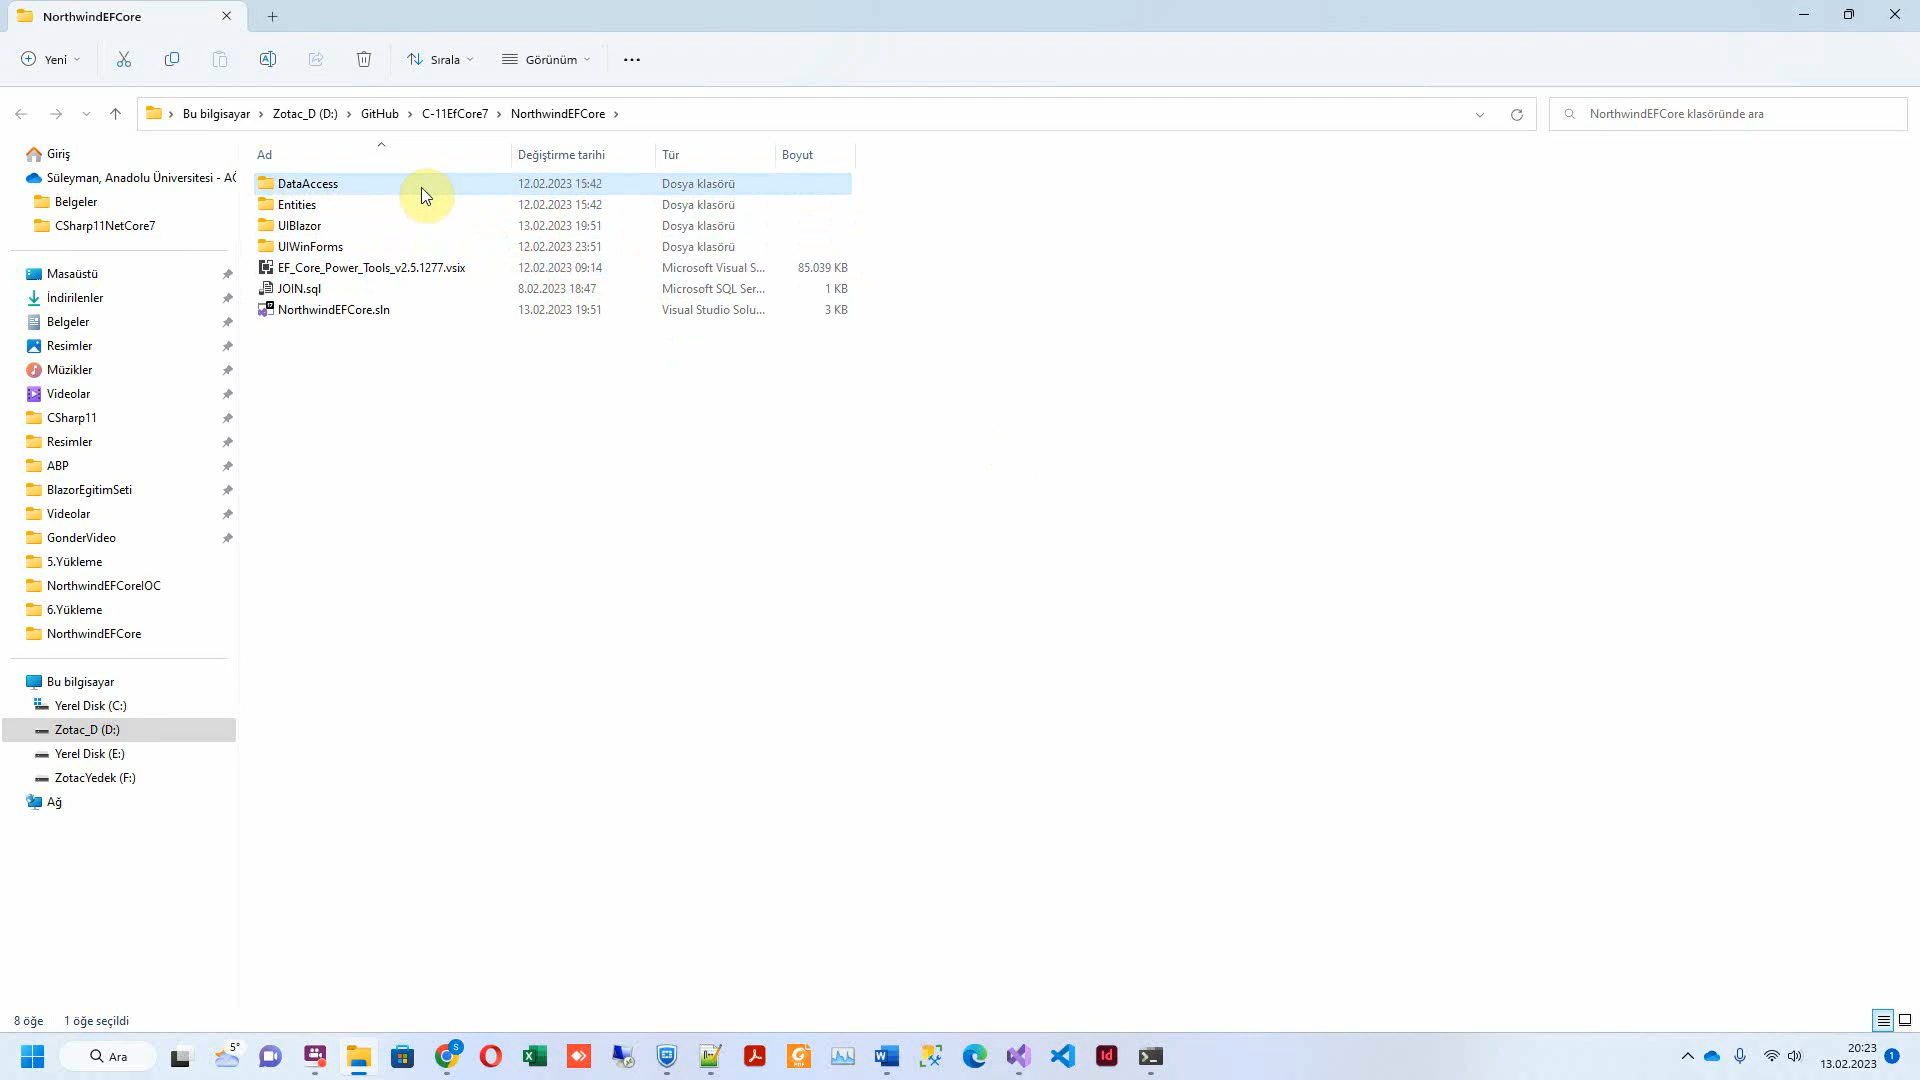 NorthwindEFCore
Yeni
Sırala
Görünüm
Bu bilgisayar > Zotac_D (D:) > GitHub > C-11EfCore7 > NorthwindEFCore >
NorthwindEFCore klasöründe ara
Giriş
Süleyman, Anadolu Üniversitesi - AÖ
Belgeler
CSharp11NetCore7
Masaüstü
İndirilenler
Belgeler
Resimler
Müzikler
Videolar
CSharp11
Resimler
ABP
BlazorEgitimSeti
Videolar
GonderVideo
5.Yükleme
NorthwindEFCoreIOC
6.Yükleme
NorthwindEFCore
Bu bilgisayar
Yerel Disk (C:)
Zotac_D (D:)
Yerel Disk (E:)
ZotacYedek (F:)
Ağ
Ad Değiştirme tarihi Tür Boyut
DataAccess 12.02.2023 15:42 Dosya klasörü
Entities 12.02.2023 15:42 Dosya klasörü
UIBlazor 13.02.2023 19:51 Dosya klasörü
UIWinForms 12.02.2023 23:51 Dosya klasörü
EF_Core_Power_Tools_v2.5.1277.vsix 12.02.2023 09:14 Microsoft Visual S... 85.039 KB
JOIN.sql 8.02.2023 18:47 Microsoft SQL Ser... 1 KB
NorthwindEFCore.sln 13.02.2023 19:51 Visual Studio Solu... 3 KB
8 öğe 1 öğe seçildi
Ara
5°
S
W
Id
20:23
13.02.2023
1